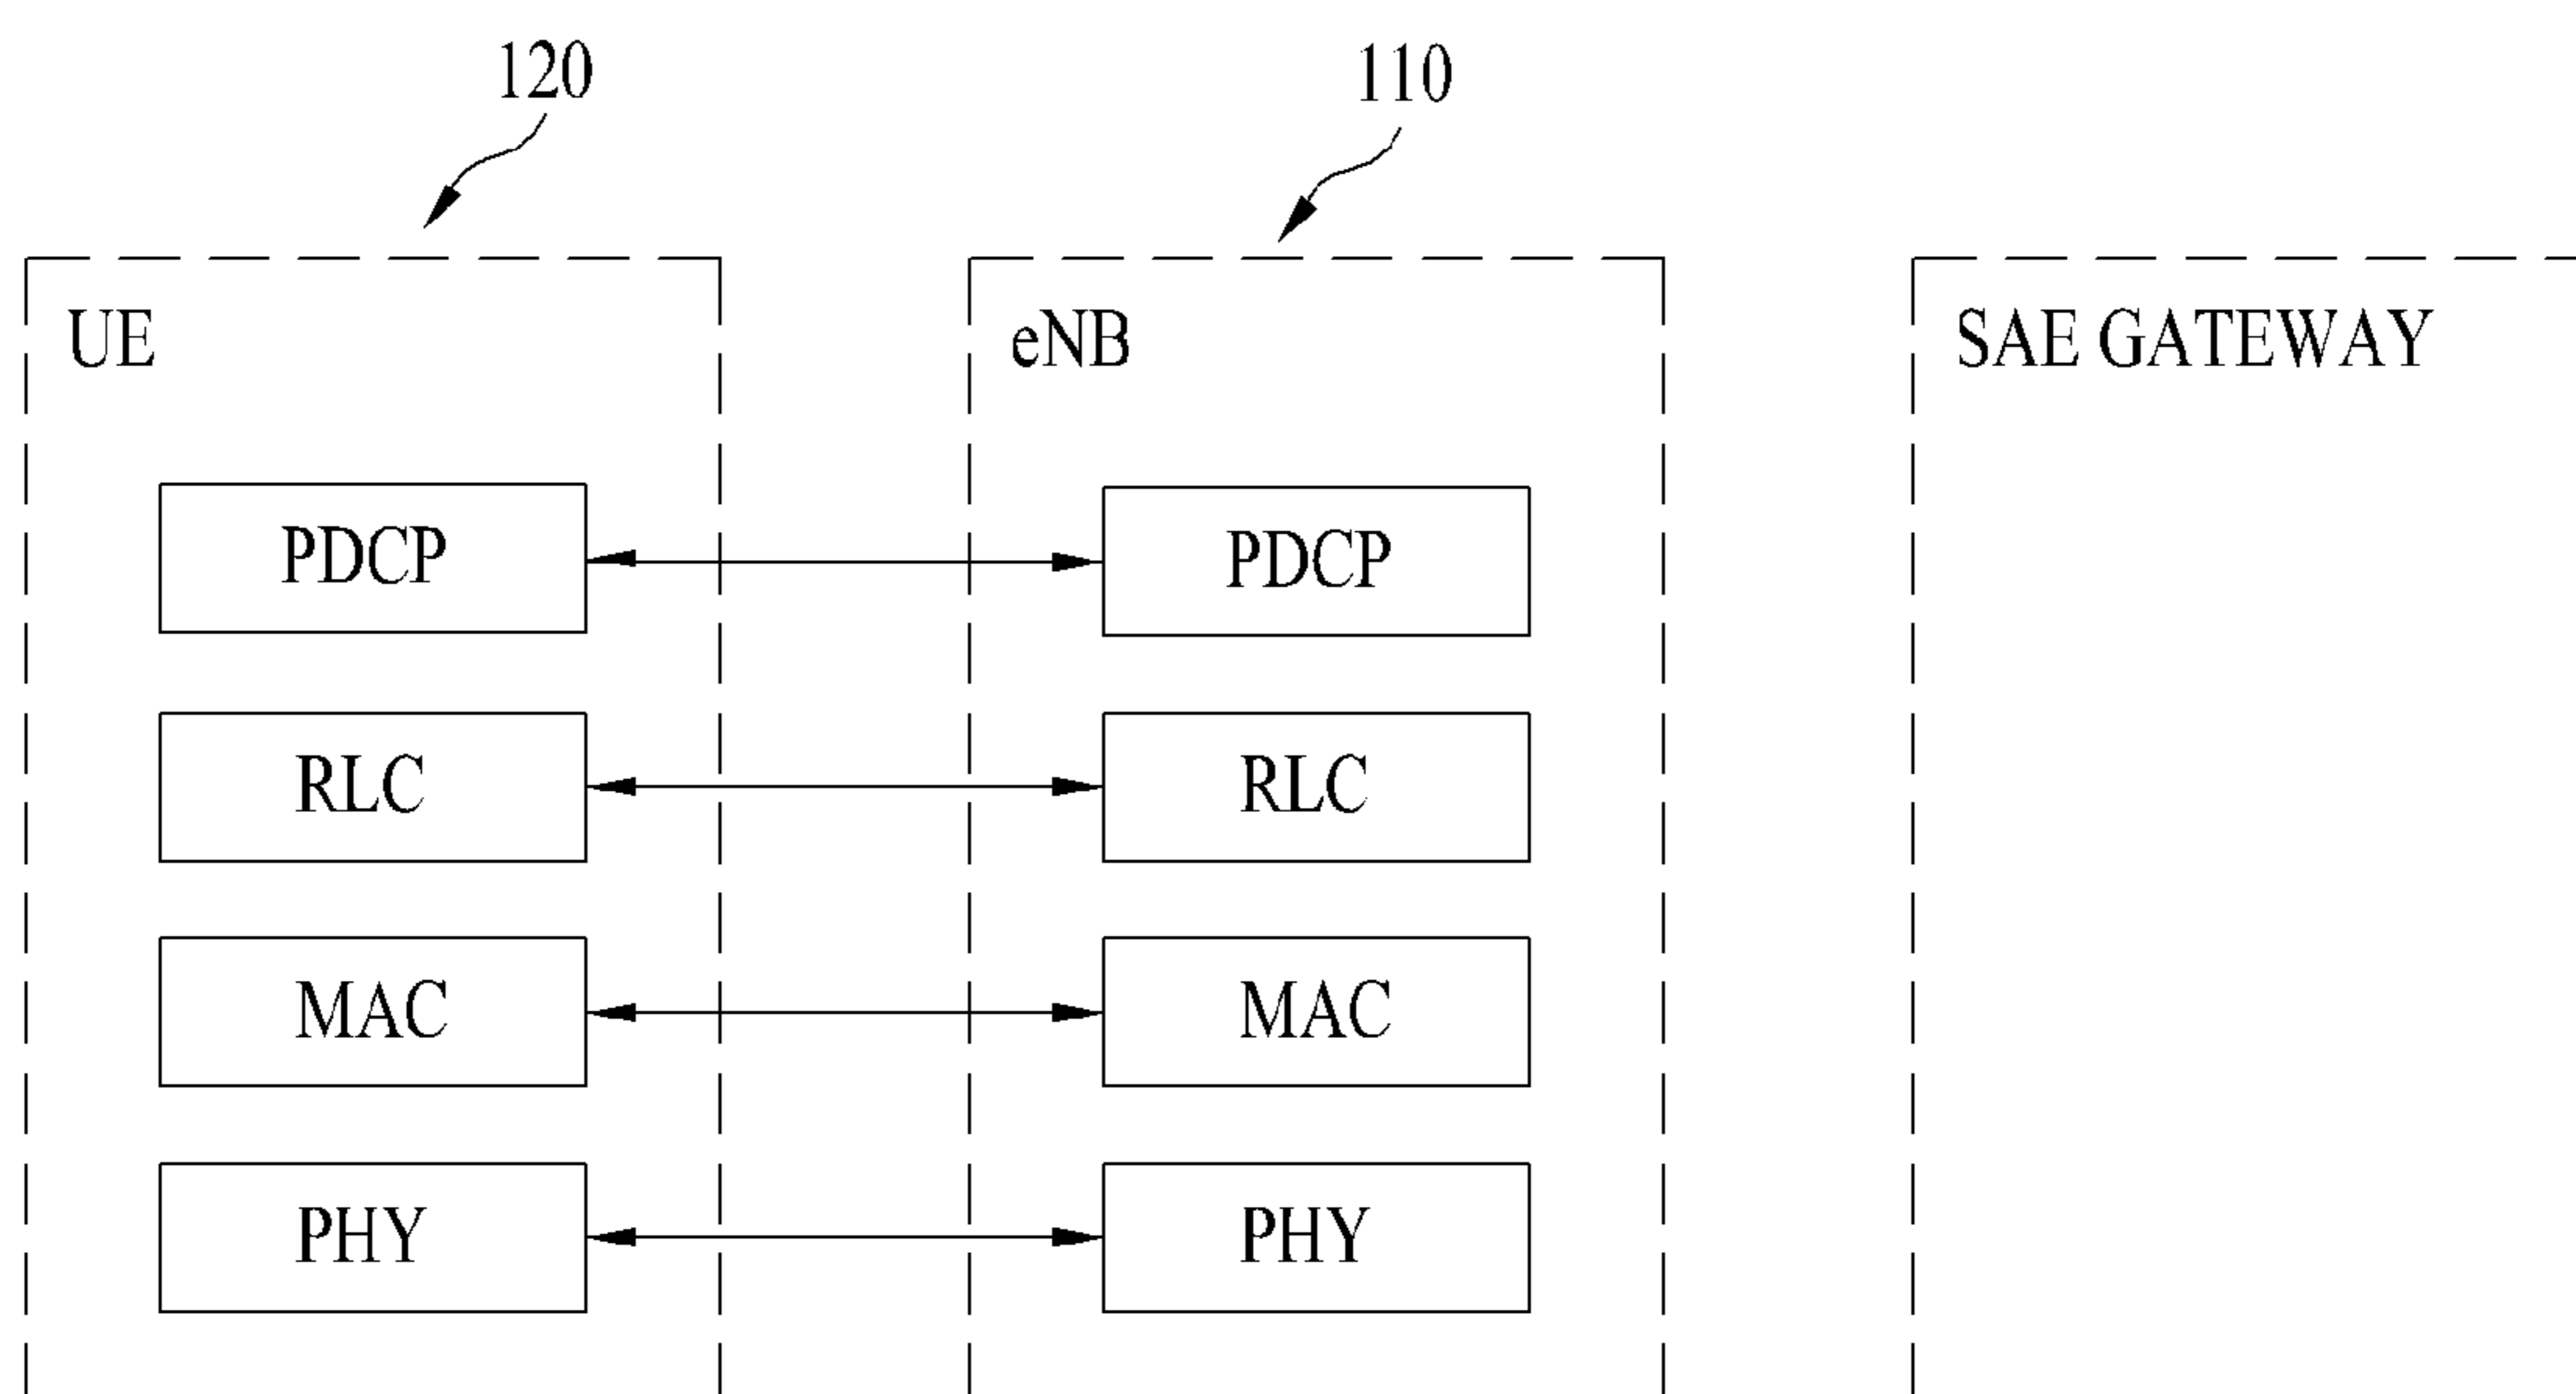 120 110
UE eNB SAE GATEWAY
PDCP PDCP
RLC RLC
MAC MAC
PHY PHY